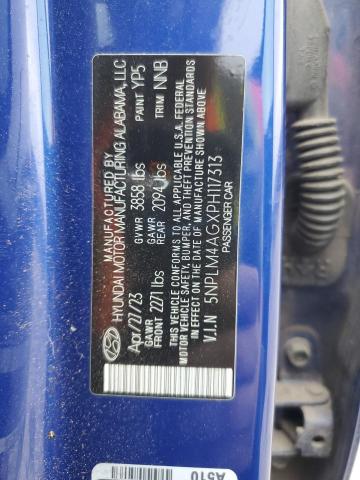 MANUFACTURED BY
HYUNDAI MOTOR MANUFACTURING ALABAMA, LLC
Apr/27/23 GVWR 3858 lbs PAINT YP5
GAWR FRONT 2271 lbs GAWR REAR 2094 lbs TRIM NNB
THIS VEHICLE CONFORMS TO ALL APPLICABLE U.S.A. FEDERAL
MOTOR VEHICLE SAFETY, BUMPER, AND THEFT PREVENTION
STANDARDS IN EFFECT ON THE DATE OF MANUFACTURE SHOWN ABOVE
V.I.N 5NPLM4AGXPH117313
PASSENGER CAR
A510